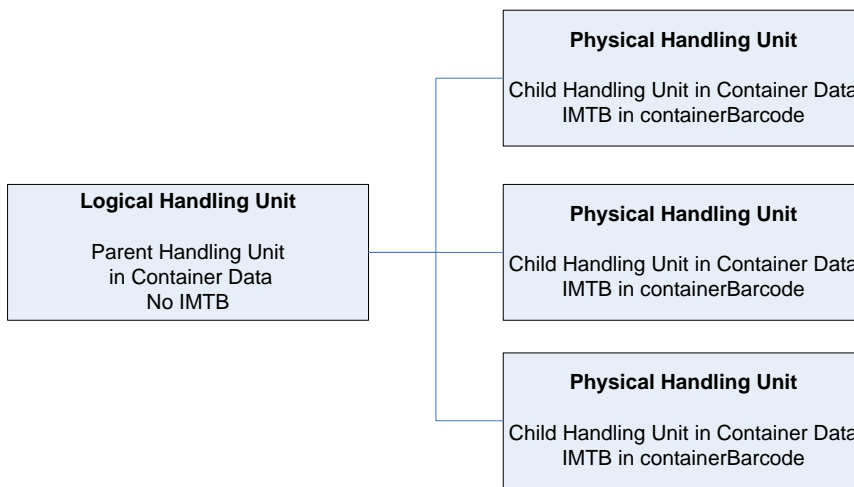 Physical Handling Unit
Child Handling Unit in Container Data
IMTB in containerBarcode
Logical Handling Unit
Parent Handling Unit
in Container Data
No IMTB
Physical Handling Unit
Child Handling Unit in Container Data
IMTB in containerBarcode
Physical Handling Unit
Child Handling Unit in Container Data
IMTB in containerBarcode